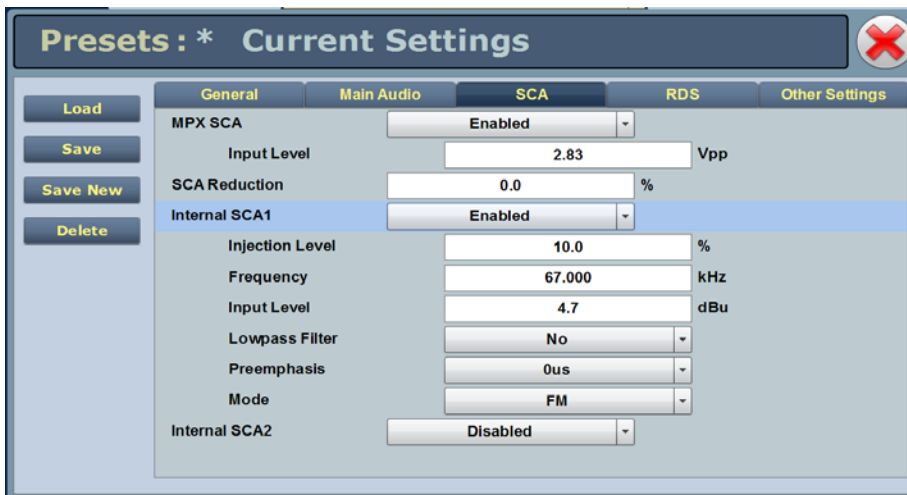 Presets : * Current Settings
General Main Audio SCA RDS Other Settings
Load
Save
Save New
Delete
MPX SCA Enabled
Input Level 2.83 Vpp
SCA Reduction 0.0 %
Internal SCA1 Enabled
Injection Level 10.0 %
Frequency 67.000 kHz
Input Level 4.7 dBu
Lowpass Filter No
Preemphasis 0us
Mode FM
Internal SCA2 Disabled